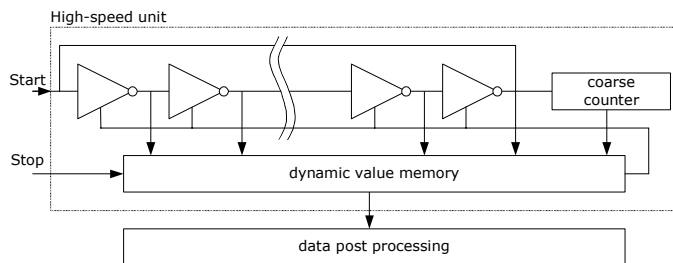 High-speed unit
Start
coarse
counter
Stop
dynamic value memory
data post processing